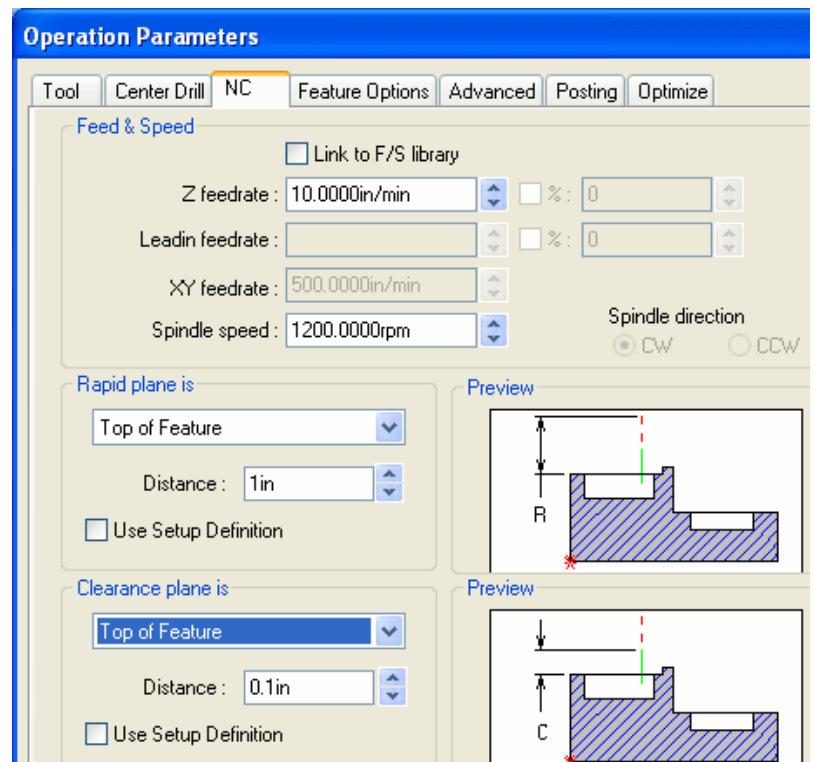 Operation Parameters
Tool Center Drill NC Feature Options Advanced Posting Optimize
Feed & Speed
Link to F/S library
Z feedrate : 10.0000in/min % : 0
Leadin feedrate : % : 0
XY feedrate : 500.0000in/min
Spindle direction
Spindle speed : 1200.0000rpm
CW CCW
Rapid plane is
Top of Feature
Distance : 1in
Use Setup Definition
Preview
R
Clearance plane is
Top of Feature
Distance : 0.1in
Use Setup Definition
Preview
C